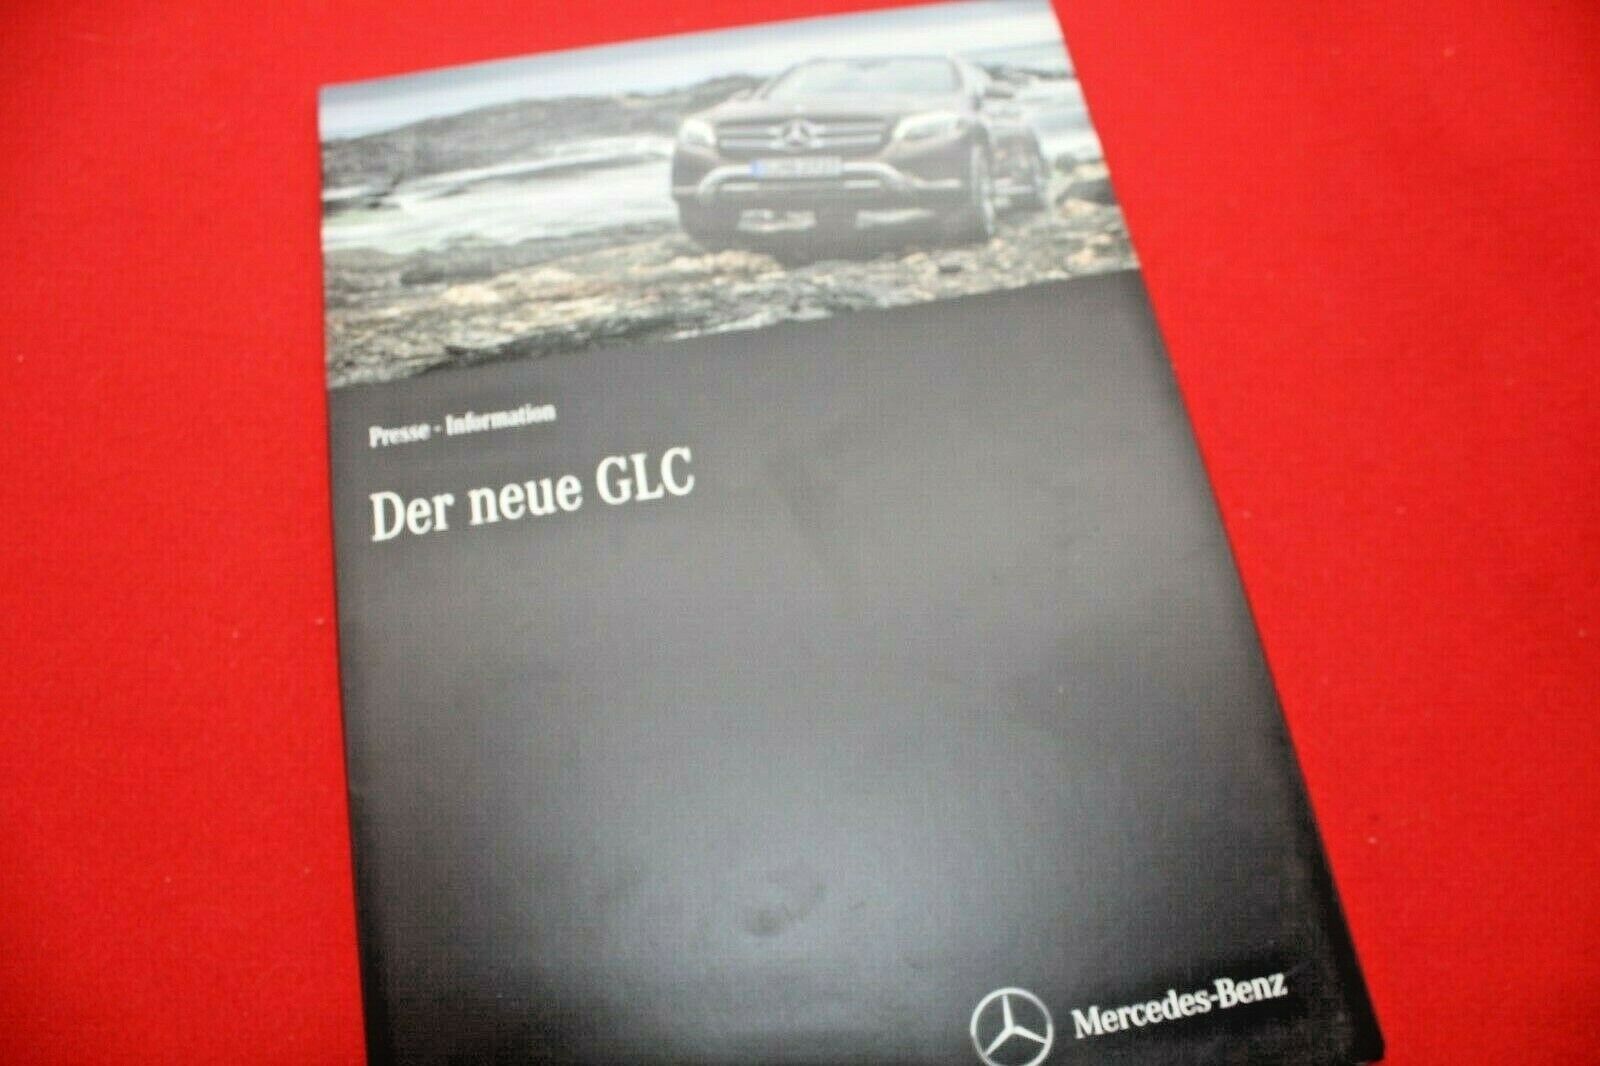 Presse - Information
Der neue GLC
Mercedes-Benz